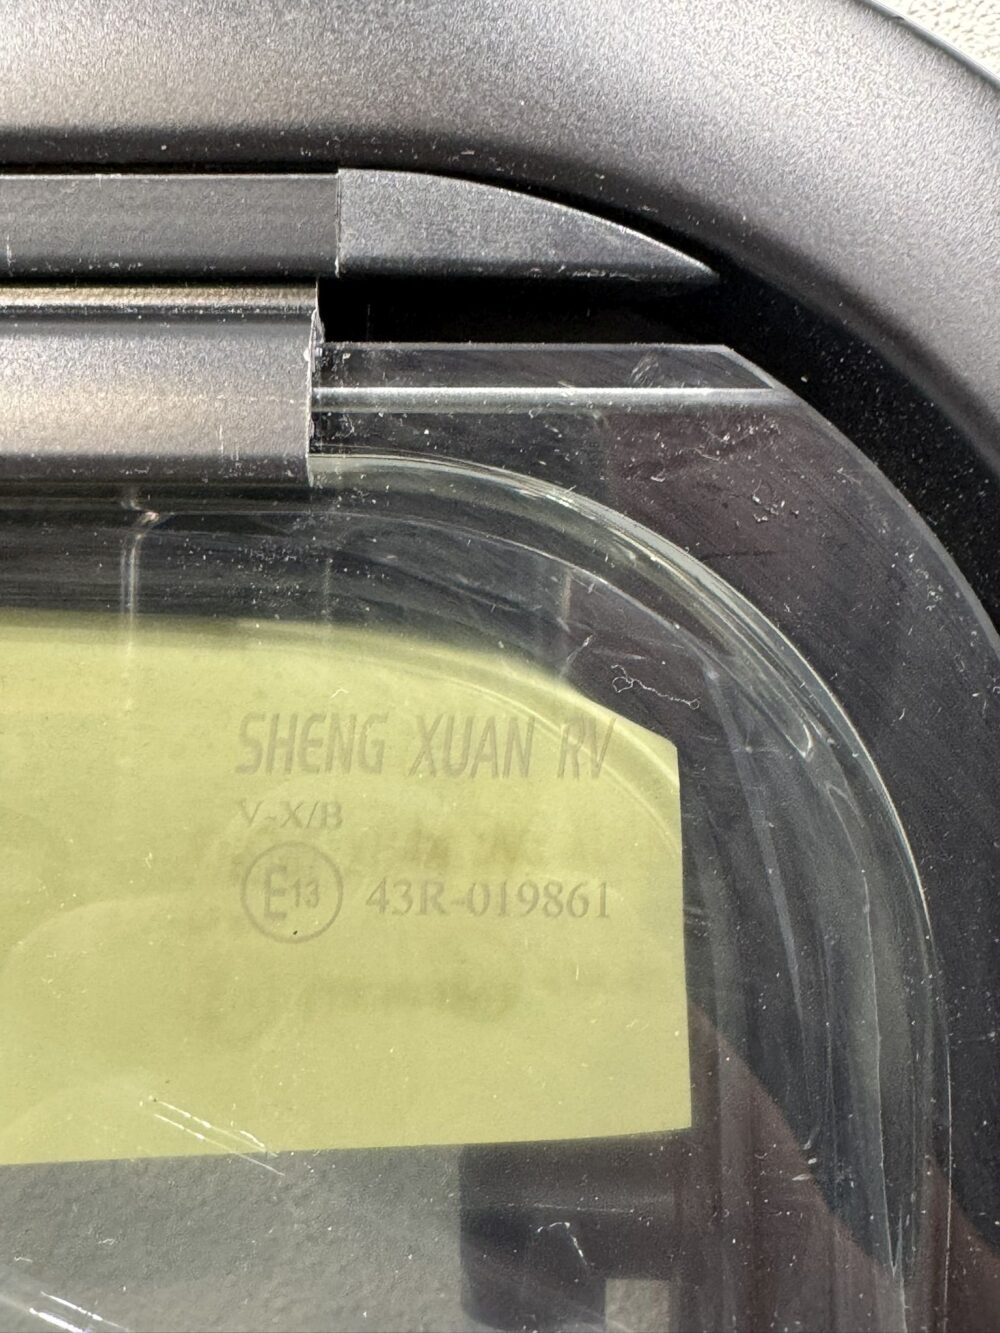 SHENG XUAN RV
V-X/B
E13 43R-019861